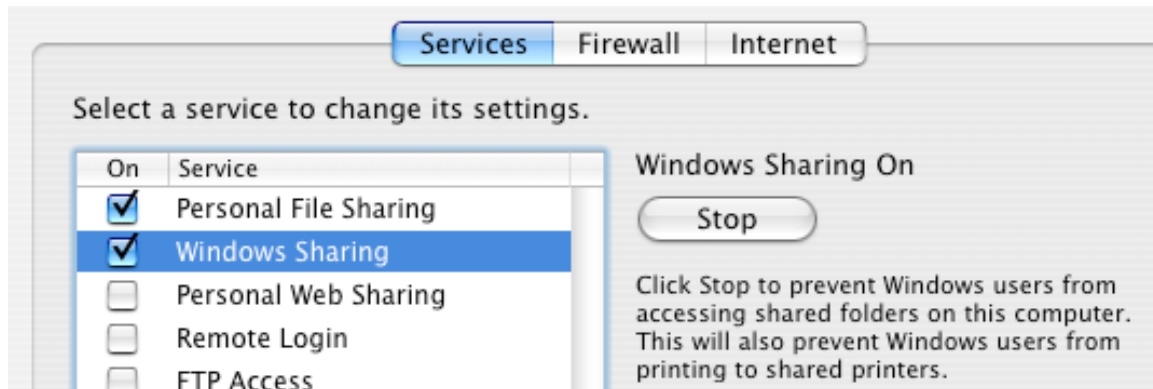 Services Firewall Internet
Select a service to change its settings.
On Service
Personal File Sharing
Windows Sharing
Personal Web Sharing
Remote Login
FTP Access
Windows Sharing On
Stop
Click Stop to prevent Windows users from
accessing shared folders on this computer.
This will also prevent Windows users from
printing to shared printers.